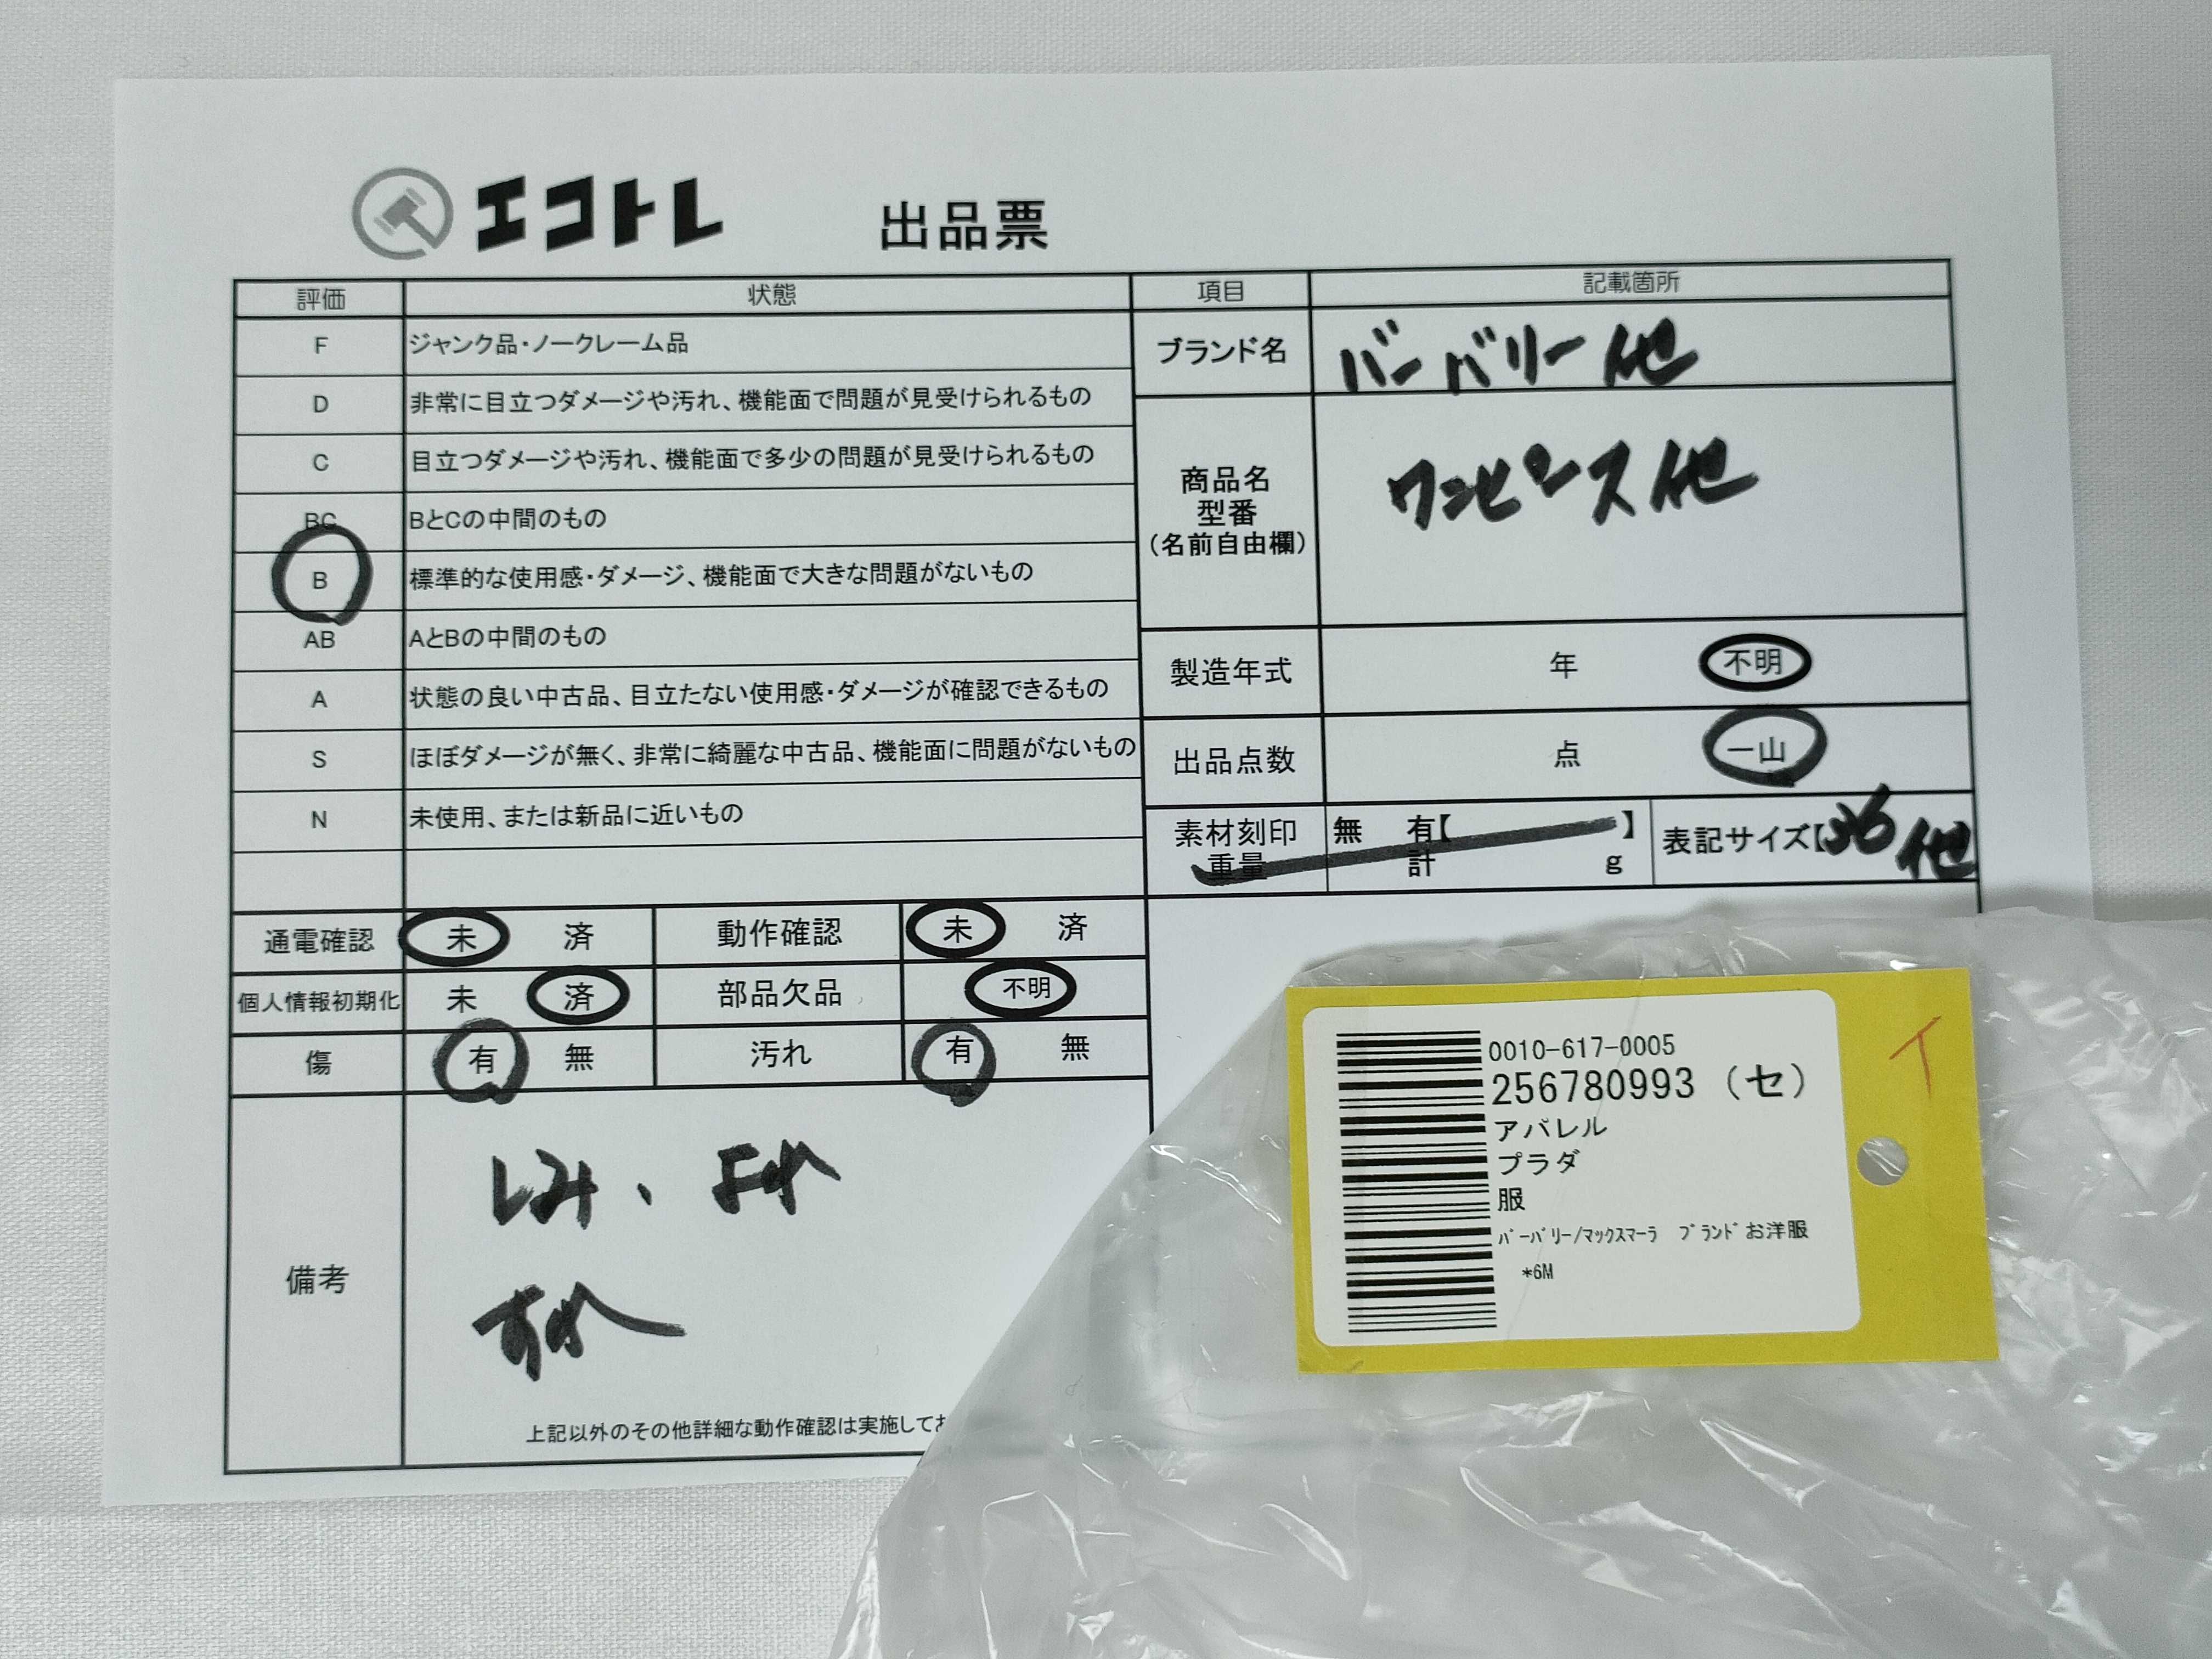 エコトレ 出品票
評価 状態 項目 記載箇所
F ジャンク品・ノークレーム品
ブランド名 バーバリー他
D 非常に目立つダメージや汚れ、機能面で問題が見受けられるもの
C 目立つダメージや汚れ、機能面で多少の問題が見受けられるもの
商品名
型番
(名前自由欄)
ワンピース他
BC BとCの中間のもの
B 標準的な使用感・ダメージ、機能面で大きな問題がないもの
AB AとBの中間のもの
製造年式 年 不明
A 状態の良い中古品、目立たない使用感・ダメージが確認できるもの
出品点数 点 一山
S ほぼダメージが無く、非常に綺麗な中古品、機能面に問題がないもの
N 未使用、または新品に近いもの
素材刻印 無 有【 】
重量 計 g
表記サイズ【36他
通電確認 未 済 動作確認 未 済
個人情報初期化 未 済 部品欠品 不明
傷 有 無 汚れ 有 無
備考
しみ、よれ
すれ
上記以外のその他詳細な動作確認は実施して
0010-617-0005
256780993 (セ)
アパレル
プラダ
服
バーバリー/マックスマーラ ブランドお洋服
*6M
イ